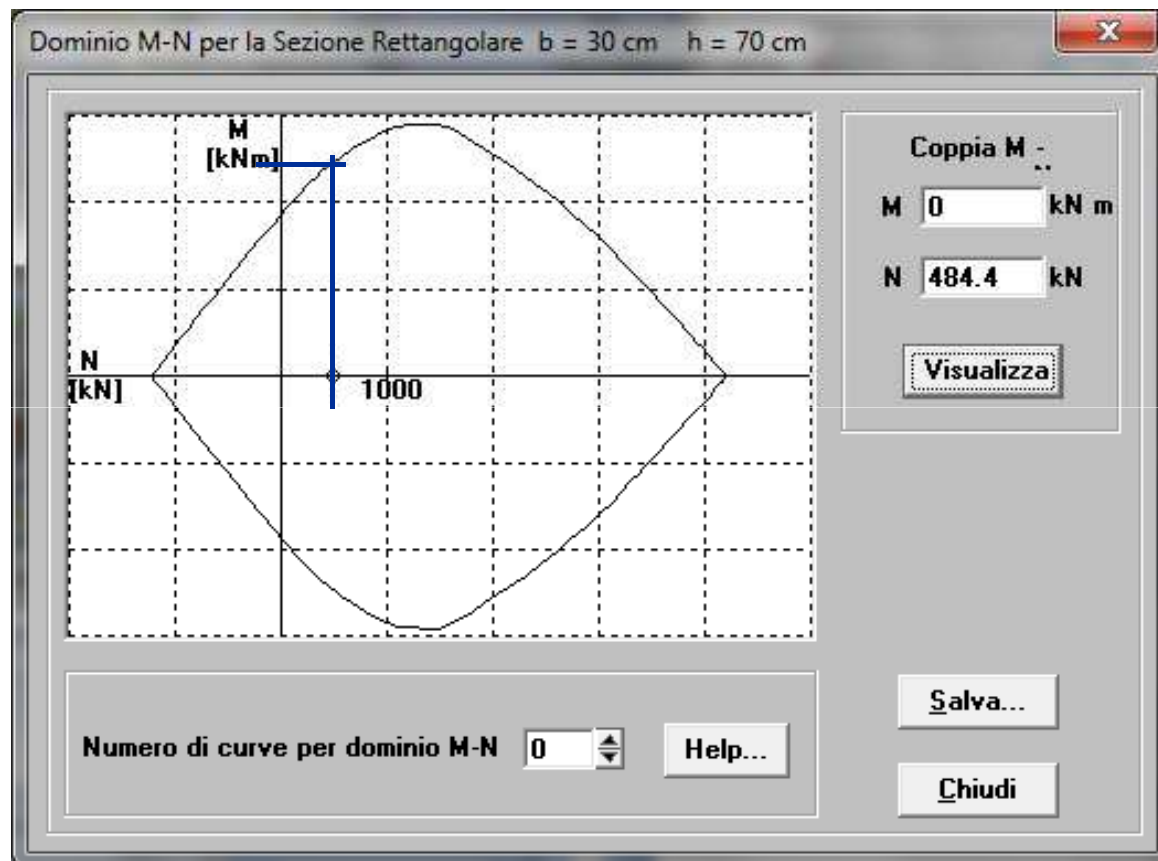 Dominio M-N per la Sezione Rettangolare b = 30 cm h = 70 cm
M
[kNm]
N
[kN]
1000
Coppia M -
M 0 kN m
N 484.4 kN
Visualizza
Numero di curve per dominio M-N 0
Help...
Salva...
Chiudi